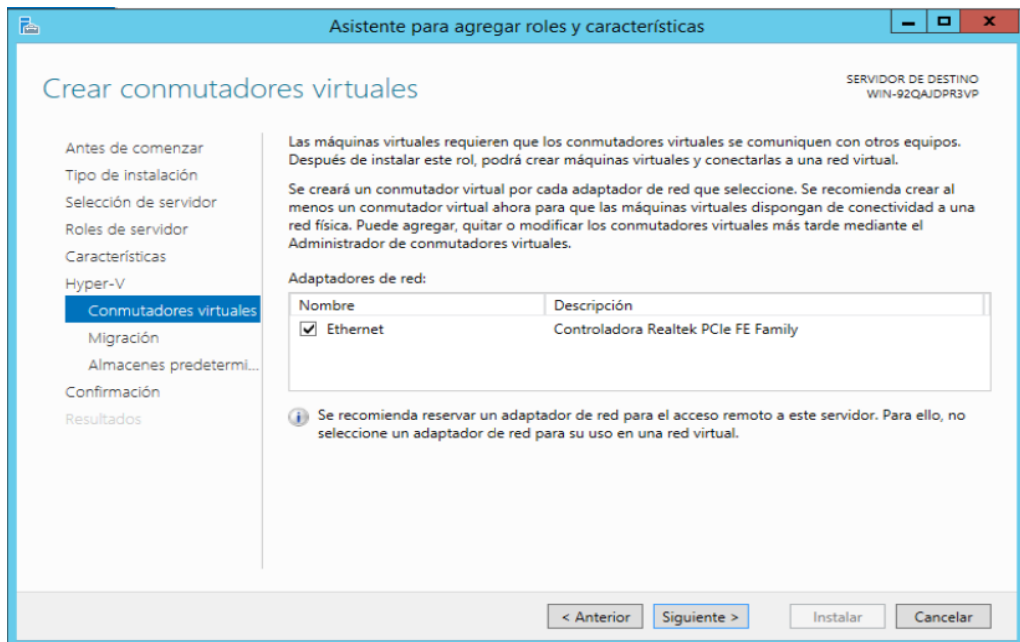 Asistente para agregar roles y características
Crear conmutadores virtuales
SERVIDOR DE DESTINO
WIN-92QAJDPR3VP
Antes de comenzar
Tipo de instalación
Selección de servidor
Roles de servidor
Características
Hyper-V
Conmutadores virtuales
Migración
Almacenes predetermi...
Confirmación
Resultados
Las máquinas virtuales requieren que los conmutadores virtuales se comuniquen con otros equipos.
Después de instalar este rol, podrá crear máquinas virtuales y conectarlas a una red virtual.
Se creará un conmutador virtual por cada adaptador de red que seleccione. Se recomienda crear al
menos un conmutador virtual ahora para que las máquinas virtuales dispongan de conectividad a una
red física. Puede agregar, quitar o modificar los conmutadores virtuales más tarde mediante el
Administrador de conmutadores virtuales.
Adaptadores de red:
Nombre Descripción
Ethernet Controladora Realtek PCIe FE Family
Se recomienda reservar un adaptador de red para el acceso remoto a este servidor. Para ello, no
seleccione un adaptador de red para su uso en una red virtual.
< Anterior Siguiente > Instalar Cancelar